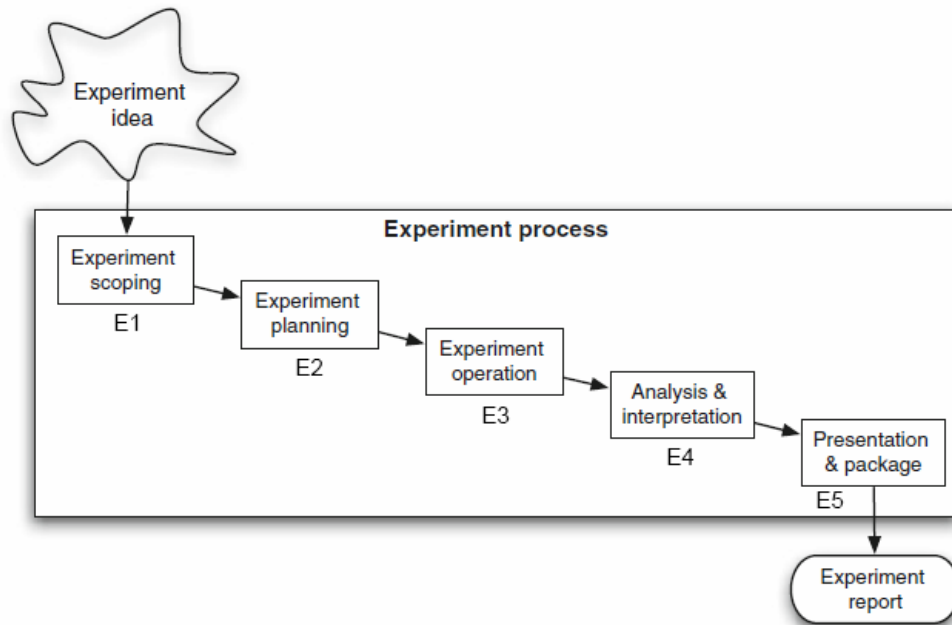 Experiment
idea
Experiment process
Experiment
scoping
E1
Experiment
planning
E2
Experiment
operation
E3
Analysis &
interpretation
E4
Presentation
& package
E5
Experiment
report